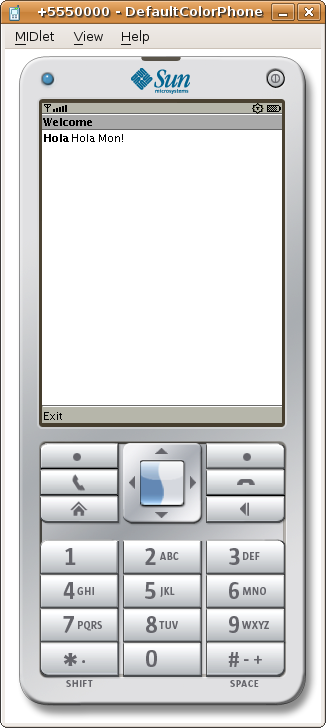 +5550000 - DefaultColorPhone
MIDlet View Help
Sun
microsystems
Welcome
Hola Hola Mon!
Exit
1 2 ABC 3 DEF
4 GHI 5 JKL 6 MNO
7 PQRS 8 TUV 9 WXYZ
* . 0 # - +
SHIFT SPACE